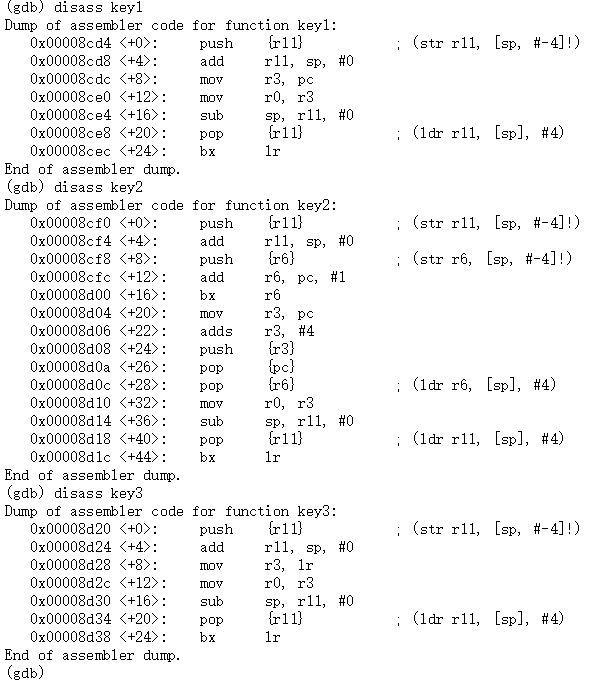 (gdb) disass key1
Dump of assembler code for function key1:
   0x00008cd4 <+0>:     push    {r11}           ; (str r11, [sp, #-4]!)
   0x00008cd8 <+4>:     add     r11, sp, #0
   0x00008cdc <+8>:     mov     r3, pc
   0x00008ce0 <+12>:    mov     r0, r3
   0x00008ce4 <+16>:    sub     sp, r11, #0
   0x00008ce8 <+20>:    pop     {r11}           ; (ldr r11, [sp], #4)
   0x00008cec <+24>:    bx      lr
End of assembler dump.
(gdb) disass key2
Dump of assembler code for function key2:
   0x00008cf0 <+0>:     push    {r11}           ; (str r11, [sp, #-4]!)
   0x00008cf4 <+4>:     add     r11, sp, #0
   0x00008cf8 <+8>:     push    {r6}            ; (str r6, [sp, #-4]!)
   0x00008cfc <+12>:    add     r6, pc, #1
   0x00008d00 <+16>:    bx      r6
   0x00008d04 <+20>:    mov     r3, pc
   0x00008d06 <+22>:    adds    r3, #4
   0x00008d08 <+24>:    push    {r3}
   0x00008d0a <+26>:    pop     {pc}
   0x00008d0c <+28>:    pop     {r6}            ; (ldr r6, [sp], #4)
   0x00008d10 <+32>:    mov     r0, r3
   0x00008d14 <+36>:    sub     sp, r11, #0
   0x00008d18 <+40>:    pop     {r11}           ; (ldr r11, [sp], #4)
   0x00008d1c <+44>:    bx      lr
End of assembler dump.
(gdb) disass key3
Dump of assembler code for function key3:
   0x00008d20 <+0>:     push    {r11}           ; (str r11, [sp, #-4]!)
   0x00008d24 <+4>:     add     r11, sp, #0
   0x00008d28 <+8>:     mov     r3, lr
   0x00008d2c <+12>:    mov     r0, r3
   0x00008d30 <+16>:    sub     sp, r11, #0
   0x00008d34 <+20>:    pop     {r11}           ; (ldr r11, [sp], #4)
   0x00008d38 <+24>:    bx      lr
End of assembler dump.
(gdb)